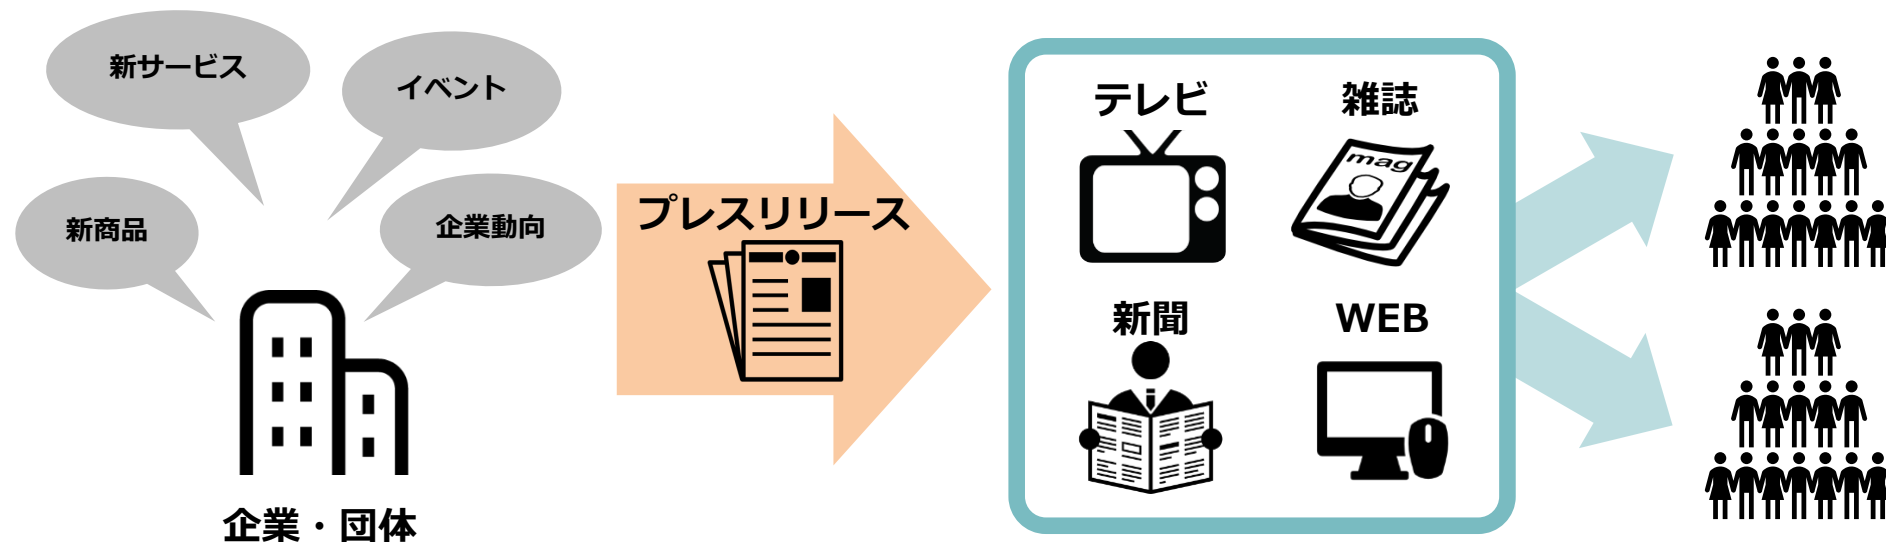 新サービス
イベント
新商品
企業動向
企業・団体
プレスリリース
テレビ
雑誌
mag
新聞
WEB